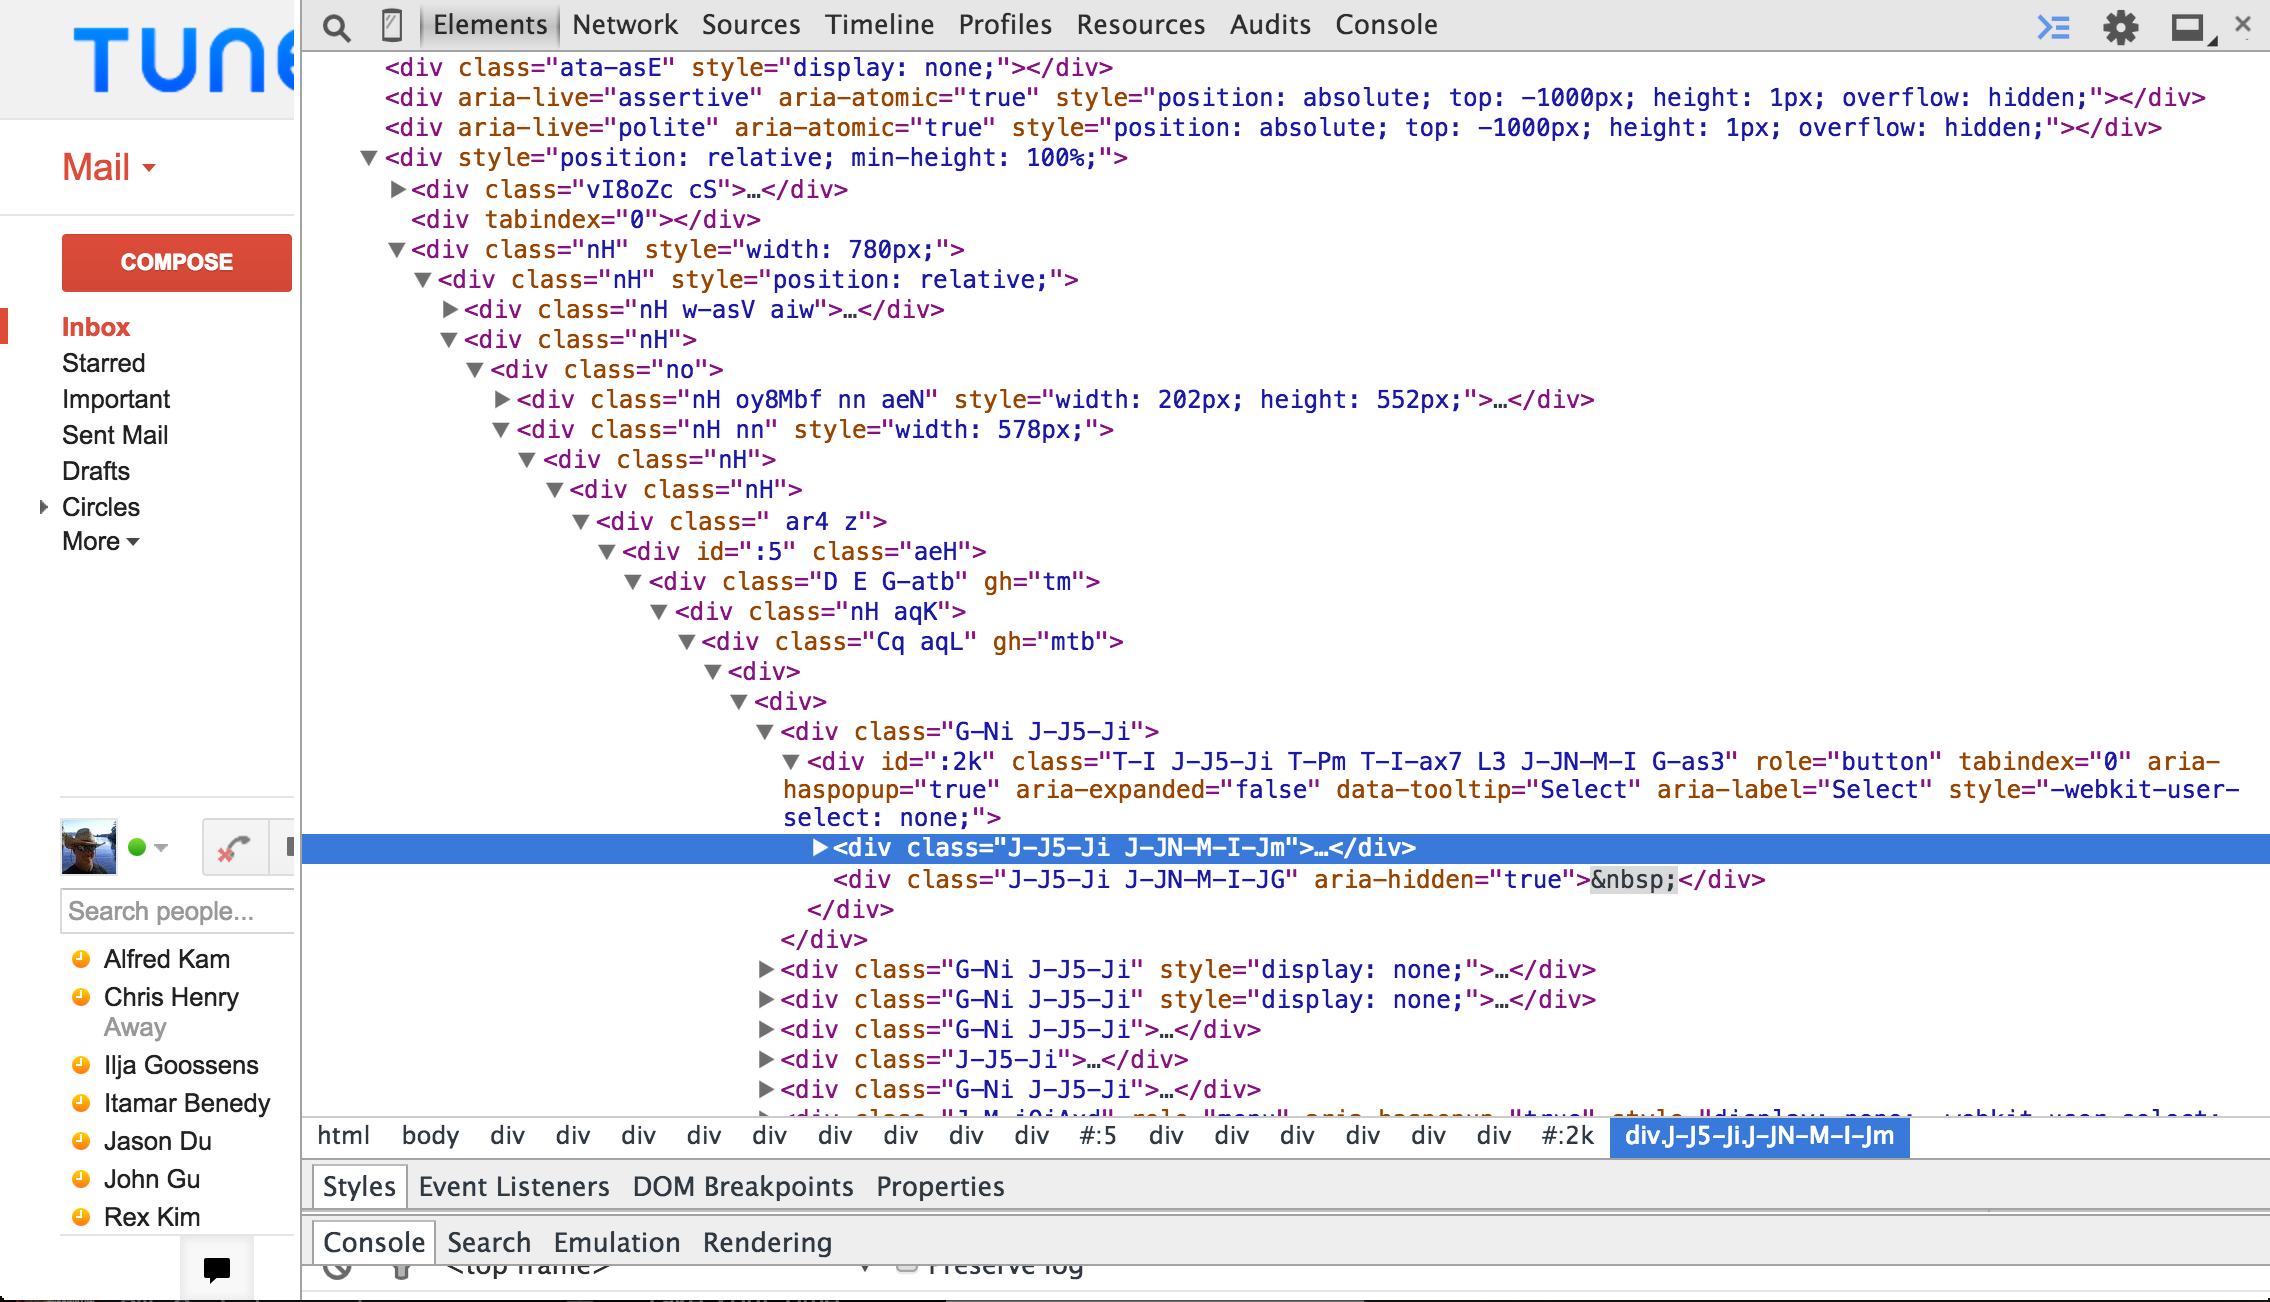 TUNE
Mail
COMPOSE
Inbox
Starred
Important
Sent Mail
Drafts
Circles
More
Search people...
Alfred Kam
Chris Henry
Away
Ilja Goossens
Itamar Benedy
Jason Du
John Gu
Rex Kim
Elements Network Sources Timeline Profiles Resources Audits Console
<div class="ata-asE" style="display: none;"></div>
<div aria-live="assertive" aria-atomic="true" style="position: absolute; top: -1000px; height: 1px; overflow: hidden;"></div>
<div aria-live="polite" aria-atomic="true" style="position: absolute; top: -1000px; height: 1px; overflow: hidden;"></div>
<div style="position: relative; min-height: 100%;">
<div class="vI8oZc cS">…</div>
<div tabindex="0"></div>
<div class="nH" style="width: 780px;">
<div class="nH" style="position: relative;">
<div class="nH w-asV aiw">…</div>
<div class="nH">
<div class="no">
<div class="nH oy8Mbf nn aeN" style="width: 202px; height: 552px;">…</div>
<div class="nH nn" style="width: 578px;">
<div class="nH">
<div class="nH">
<div class=" ar4 z">
<div id=":5" class="aeH">
<div class="D E G-atb" gh="tm">
<div class="nH aqK">
<div class="Cq aqL" gh="mtb">
<div>
<div>
<div class="G-Ni J-J5-Ji">
<div id=":2k" class="T-I J-J5-Ji T-Pm T-I-ax7 L3 J-JN-M-I G-as3" role="button" tabindex="0" aria-
haspopup="true" aria-expanded="false" data-tooltip="Select" aria-label="Select" style="-webkit-user-
select: none;">
<div class="J-J5-Ji J-JN-M-I-Jm">…</div>
<div class="J-J5-Ji J-JN-M-I-JG" aria-hidden="true">&nbsp;</div>
</div>
</div>
<div class="G-Ni J-J5-Ji" style="display: none;">…</div>
<div class="G-Ni J-J5-Ji" style="display: none;">…</div>
<div class="G-Ni J-J5-Ji">…</div>
<div class="J-J5-Ji">…</div>
<div class="G-Ni J-J5-Ji">…</div>
html body div div div div div div div div div #:5 div div div div div div #:2k div.J-J5-Ji.J-JN-M-I-Jm
Styles Event Listeners DOM Breakpoints Properties
Console Search Emulation Rendering
<top frame> Preserve log